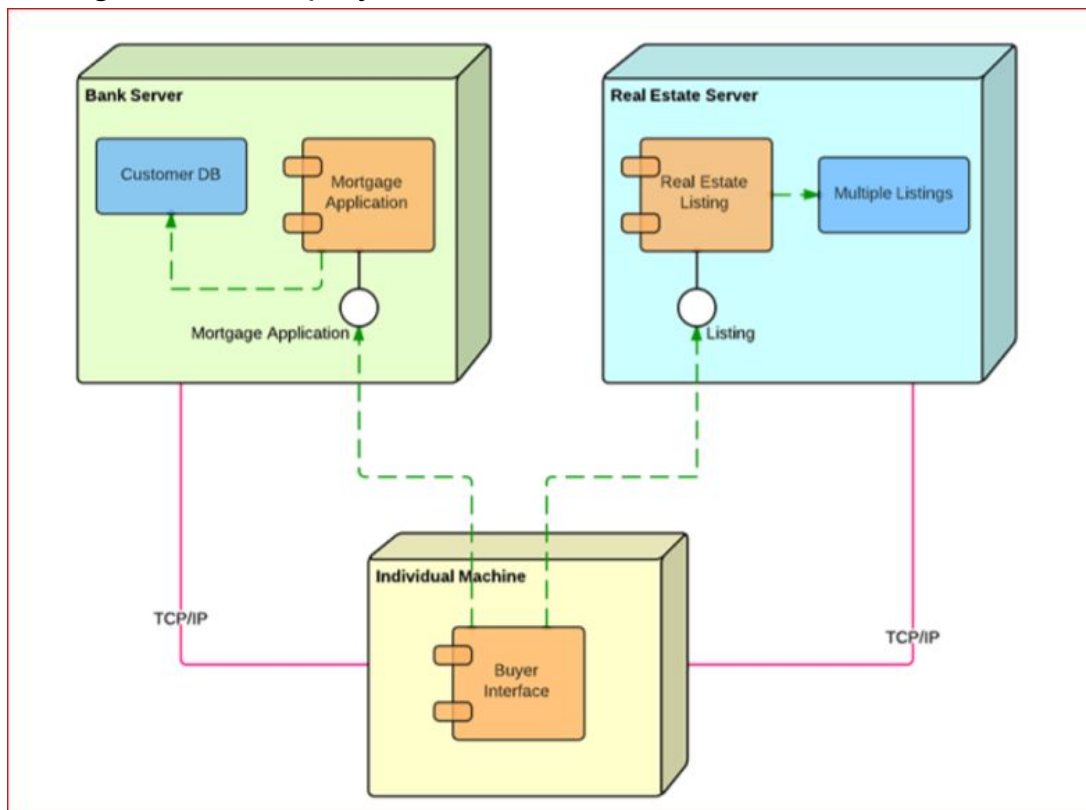 Bank Server
Customer DB
Mortgage
Application
Mortgage Application
Real Estate Server
Real Estate
Listing
Multiple Listings
Listing
Individual Machine
Buyer
Interface
TCP/IP
TCP/IP